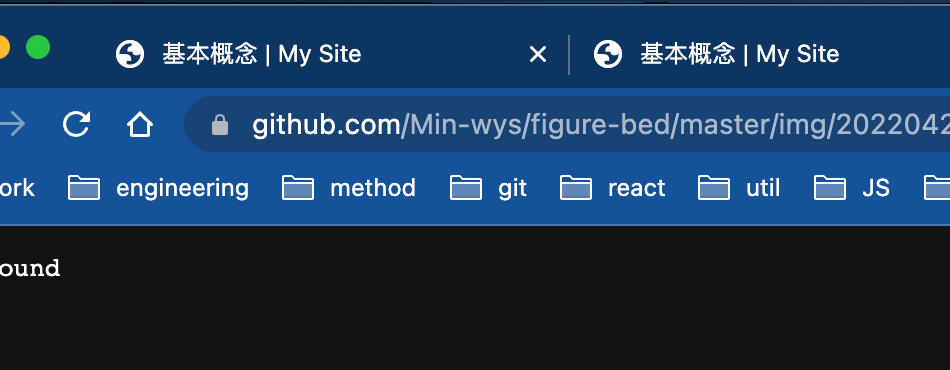 基本概念 | My Site
基本概念 | My Site
github.com/Min-wys/figure-bed/master/img/2022042
ork engineering method git react util JS
ound